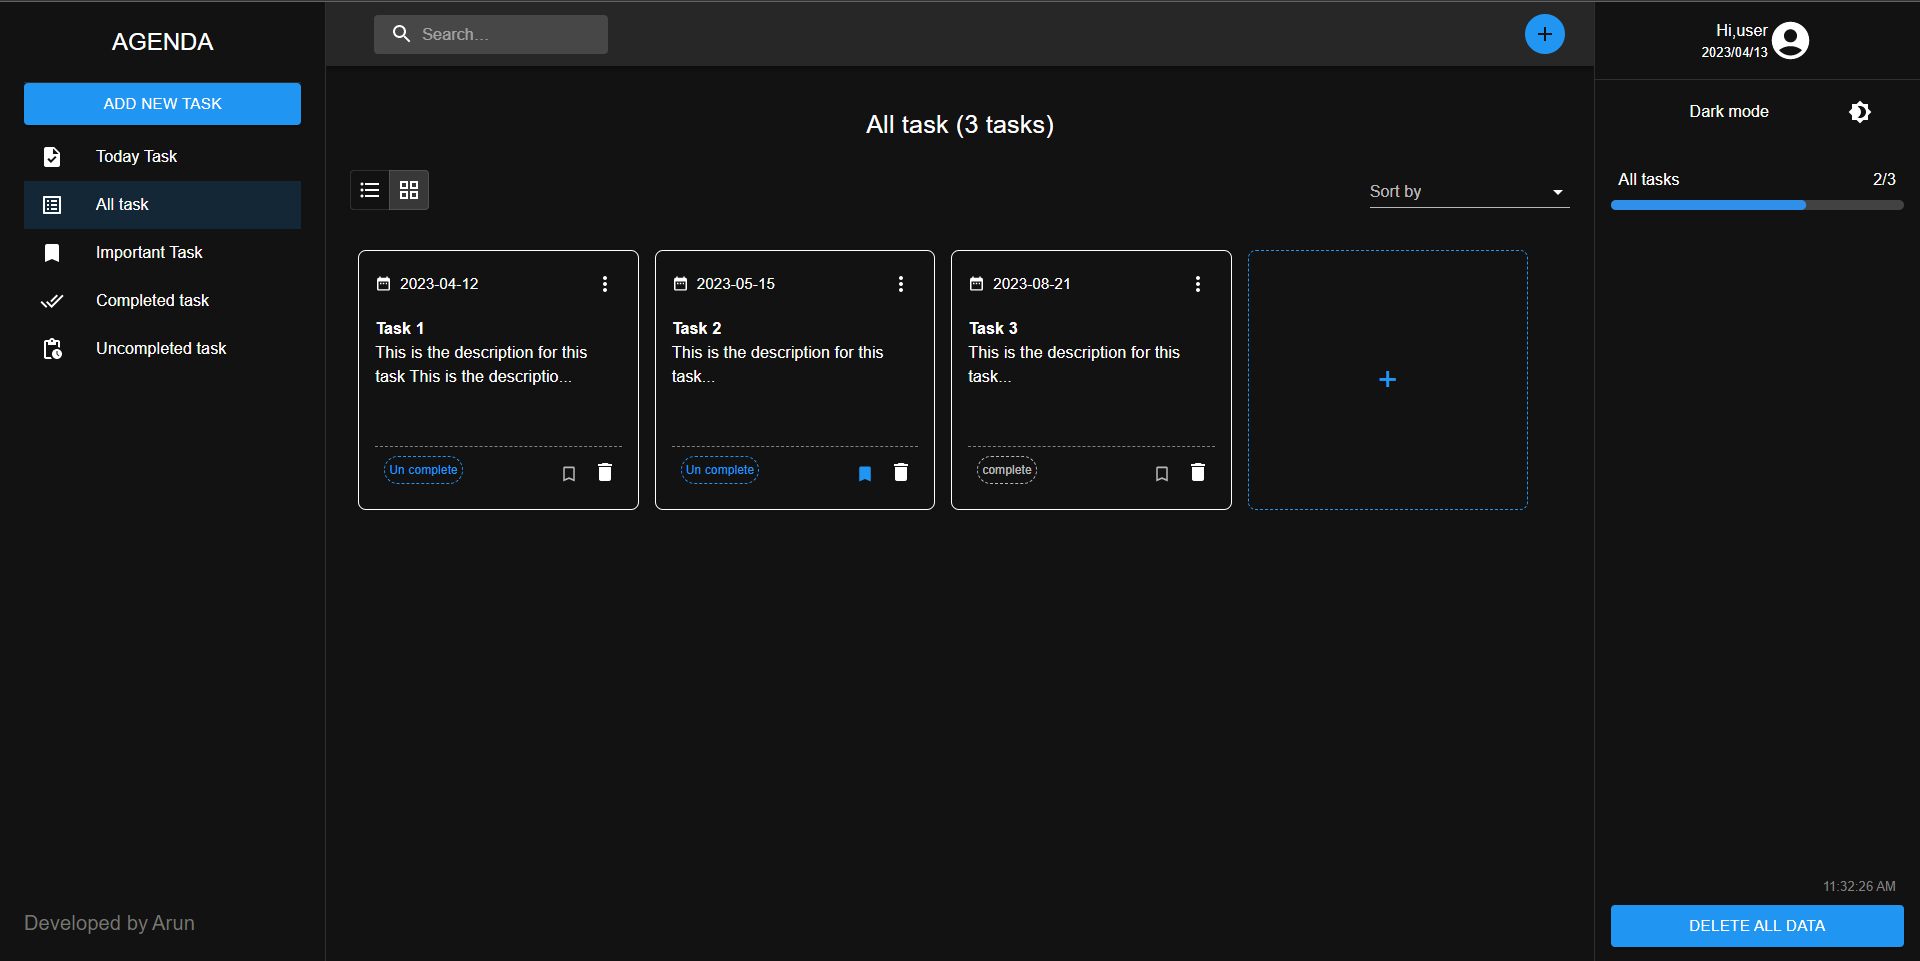 AGENDA
ADD NEW TASK
Today Task
All task
Important Task
Completed task
Uncompleted task
Developed by Arun
Search...
All task (3 tasks)
Sort by
2023-04-12
Task 1
This is the description for this
task This is the descriptio...
Un complete
2023-05-15
Task 2
This is the description for this
task...
Un complete
2023-08-21
Task 3
This is the description for this
task...
complete
Hi,user
2023/04/13
Dark mode
All tasks 2/3
11:32:26 AM
DELETE ALL DATA